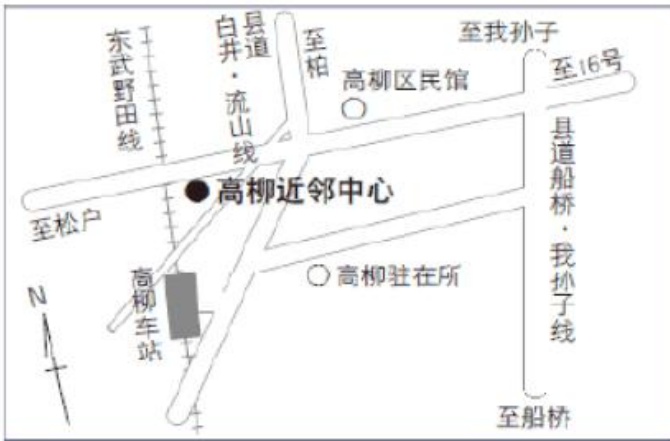 东武野田线
县道
白井・流山线
至柏
至我孙子
至16号
高柳区民馆
县道船桥・我孙子线
高柳近邻中心
至松户
高柳驻在所
高柳车站
N
至船桥